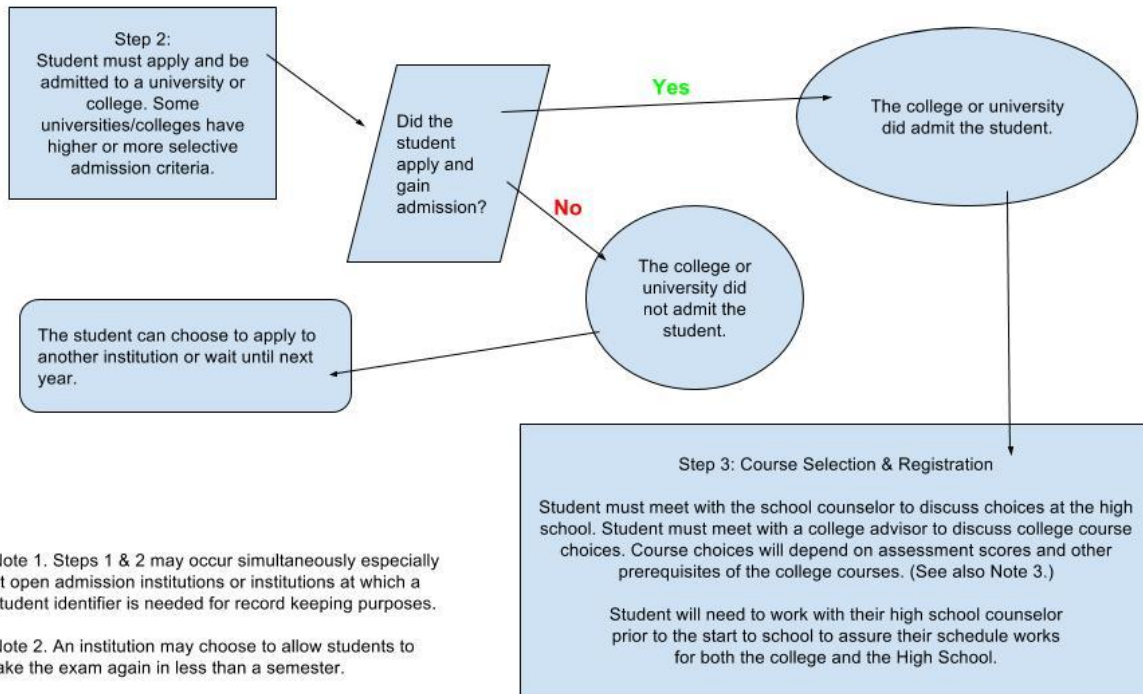 Step 2:
Student must apply and be
admitted to a university or
college. Some
universities/colleges have
higher or more selective
admission criteria.
Did the
student
apply and
gain
admission?
Yes
The college or university
did admit the student.
No
The college or
university did
not admit the
student.
The student can choose to apply to
another institution or wait until next
year.
Step 3: Course Selection & Registration
Student must meet with the school counselor to discuss choices at the high
school. Student must meet with a college advisor to discuss college course
choices. Course choices will depend on assessment scores and other
prerequisites of the college courses. (See also Note 3.)
Student will need to work with their high school counselor
prior to the start to school to assure their schedule works
for both the college and the High School.
ote 1. Steps 1 & 2 may occur simultaneously especially
t open admission institutions or institutions at which a
tudent identifier is needed for record keeping purposes.
ote 2. An institution may choose to allow students to
ake the exam again in less than a semester.